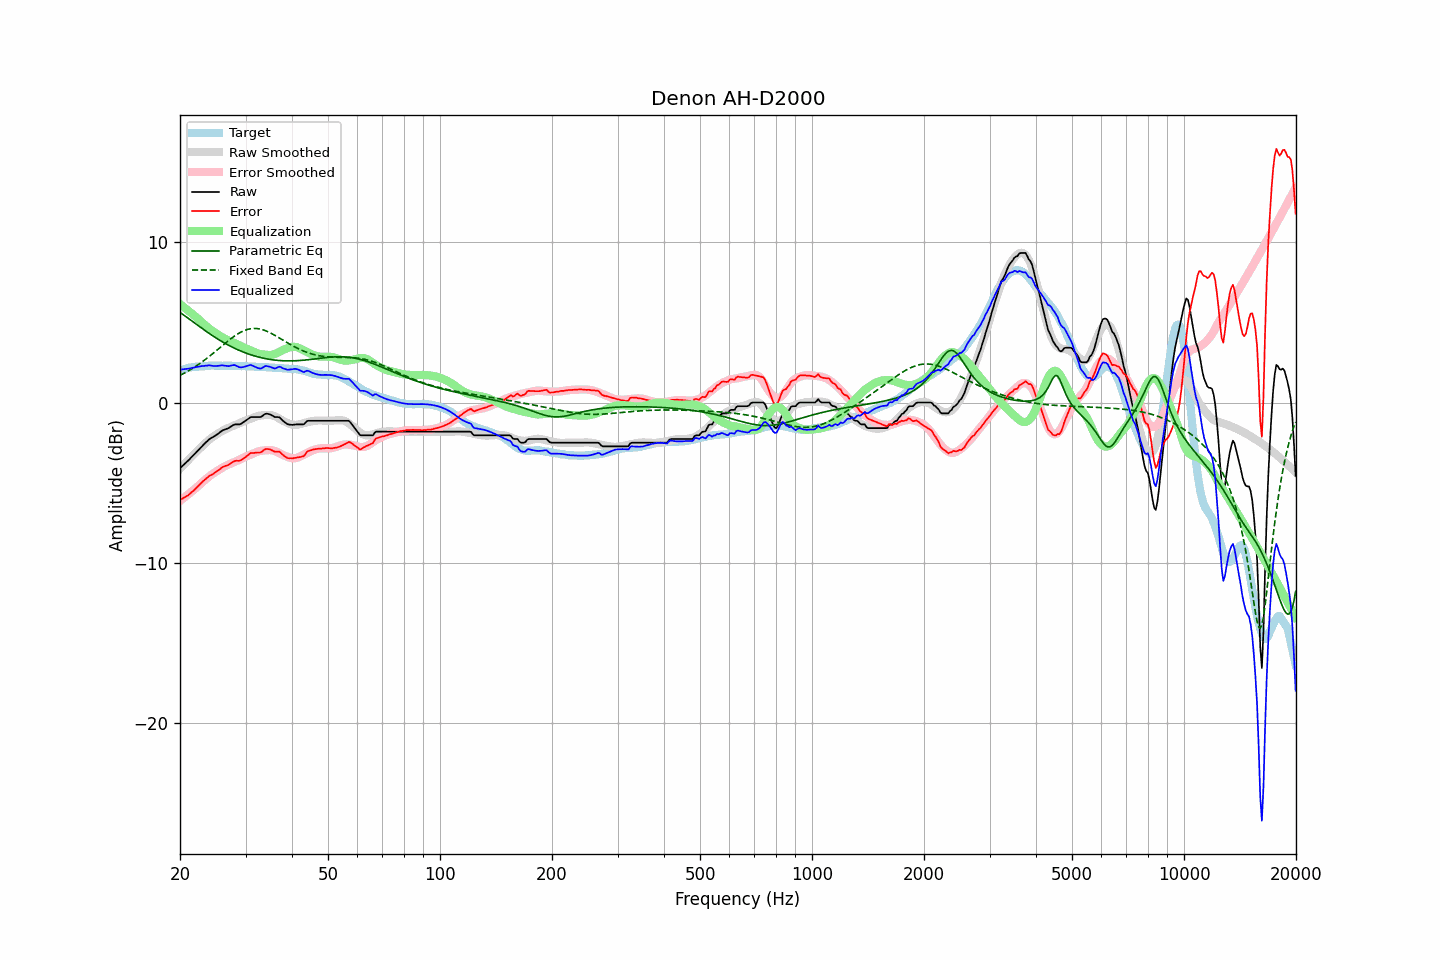 Denon AH-D2000
Target
Raw Smoothed
Error Smoothed
Raw
Error
Equalization
Parametric Eq
Fixed Band Eq
Equalized
10
0
−10
−20
Amplitude (dBr)
20 50 100 200 500 1000 2000 5000 10000 20000
Frequency (Hz)